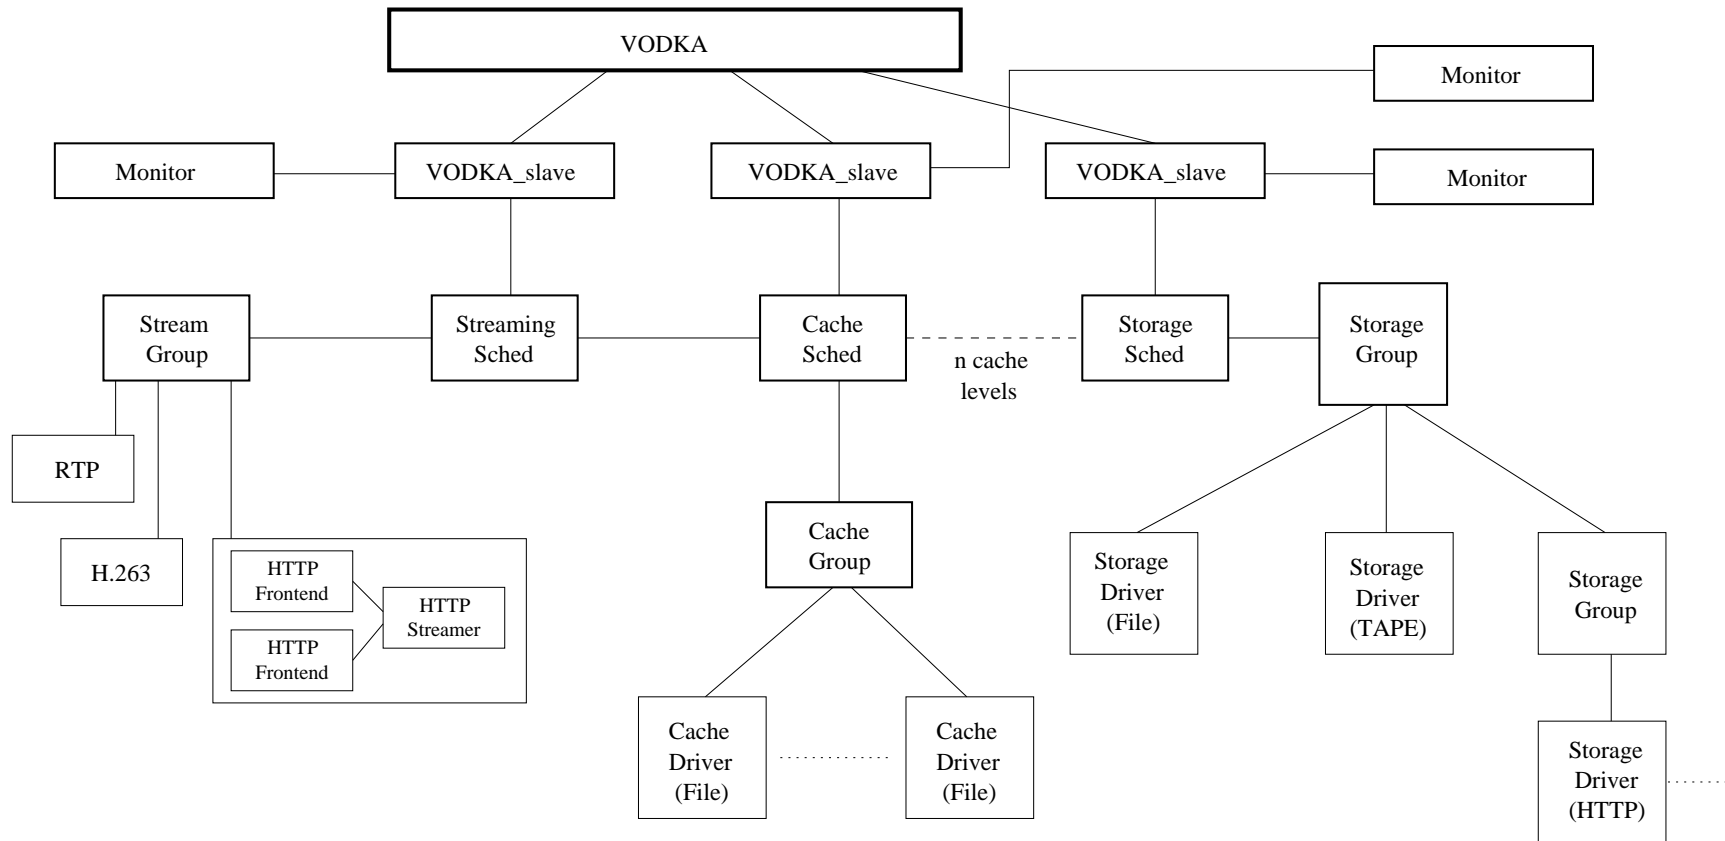 VODKA
Monitor
Monitor
VODKA_slave
VODKA_slave
VODKA_slave
Monitor
Stream
Group
Streaming
Sched
Cache
Sched
n cache
levels
Storage
Sched
Storage
Group
RTP
H.263
HTTP
Frontend
HTTP
Frontend
HTTP
Streamer
Cache
Group
Storage
Driver
(File)
Storage
Driver
(TAPE)
Storage
Group
Cache
Driver
(File)
Cache
Driver
(File)
Storage
Driver
(HTTP)